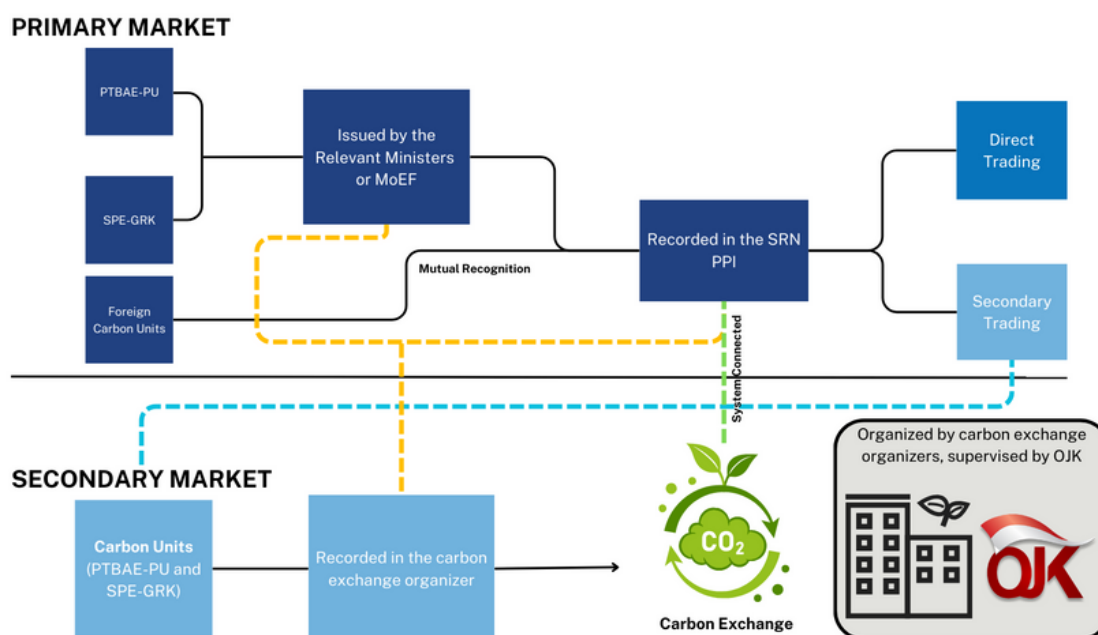 PRIMARY MARKET
PTBAE-PU
SPE-GRK
Foreign
Carbon Units
Issued by the
Relevant Ministers
or MoEF
Mutual Recognition
Recorded in the SRN
PPI
Direct
Trading
Secondary
Trading
System Connected
SECONDARY MARKET
Carbon Units
(PTBAE-PU and
SPE-GRK)
Recorded in the carbon
exchange organizer
CO2
Carbon Exchange
Organized by carbon exchange
organizers, supervised by OJK
OJK